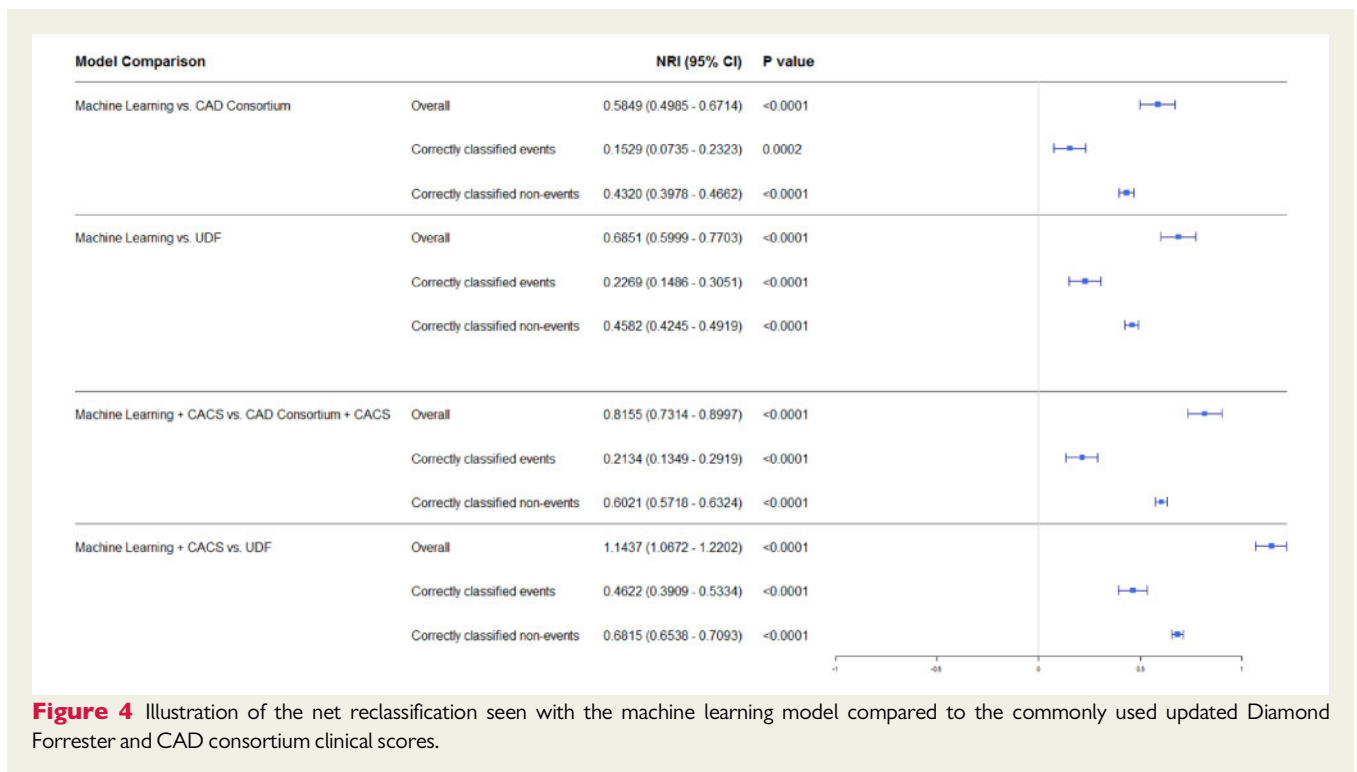 Model Comparison NRI (95% CI) P value
Machine Learning vs. CAD Consortium Overall 0.5849 (0.4985 - 0.6714) <0.0001
Correctly classified events 0.1529 (0.0735 - 0.2323) 0.0002
Correctly classified non-events 0.4320 (0.3978 - 0.4662) <0.0001
Machine Learning vs. UDF Overall 0.6851 (0.5999 - 0.7703) <0.0001
Correctly classified events 0.2269 (0.1486 - 0.3051) <0.0001
Correctly classified non-events 0.4582 (0.4245 - 0.4919) <0.0001
Machine Learning + CACS vs. CAD Consortium + CACS Overall 0.8155 (0.7314 - 0.8997) <0.0001
Correctly classified events 0.2134 (0.1349 - 0.2919) <0.0001
Correctly classified non-events 0.6021 (0.5718 - 0.6324) <0.0001
Machine Learning + CACS vs. UDF Overall 1.1437 (1.0672 - 1.2202) <0.0001
Correctly classified events 0.4622 (0.3909 - 0.5334) <0.0001
Correctly classified non-events 0.6815 (0.6538 - 0.7093) <0.0001
-1 -0.5 0 0.5 1
Figure 4 Illustration of the net reclassification seen with the machine learning model compared to the commonly used updated Diamond
Forrester and CAD consortium clinical scores.